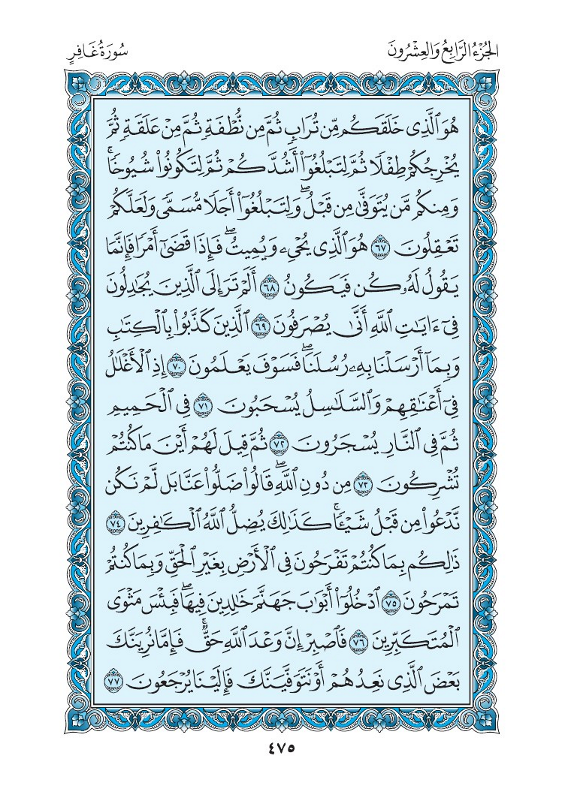 الجُزْءُ الرَّابِعُ وَالعِشْرُونَ
سُورَةُ غَافِرٍ
هُوَ ٱلَّذِى خَلَقَكُم مِّن تُرَابٍ ثُمَّ مِن نُّطْفَةٍ ثُمَّ مِنْ عَلَقَةٍ ثُمَّ
يُخْرِجُكُمْ طِفْلًا ثُمَّ لِتَبْلُغُوٓا۟ أَشُدَّكُمْ ثُمَّ لِتَكُونُوا۟ شُيُوخًا ۚ
وَمِنكُم مَّن يُتَوَفَّىٰ مِن قَبْلُ ۖ وَلِتَبْلُغُوٓا۟ أَجَلًا مُّسَمًّى وَلَعَلَّكُمْ
تَعْقِلُونَ ٦٧ هُوَ ٱلَّذِى يُحْىِۦ وَيُمِيتُ ۖ فَإِذَا قَضَىٰٓ أَمْرًا فَإِنَّمَا
يَقُولُ لَهُۥ كُن فَيَكُونُ ٦٨ أَلَمْ تَرَ إِلَى ٱلَّذِينَ يُجَـٰدِلُونَ
فِىٓ ءَايَـٰتِ ٱللَّهِ أَنَّىٰ يُصْرَفُونَ ٦٩ ٱلَّذِينَ كَذَّبُوا۟ بِٱلْكِتَـٰبِ
وَبِمَآ أَرْسَلْنَا بِهِۦ رُسُلَنَا ۖ فَسَوْفَ يَعْلَمُونَ ٧٠ إِذِ ٱلْأَغْلَـٰلُ
فِىٓ أَعْنَـٰقِهِمْ وَٱلسَّلَـٰسِلُ يُسْحَبُونَ ٧١ فِى ٱلْحَمِيمِ
ثُمَّ فِى ٱلنَّارِ يُسْجَرُونَ ٧٢ ثُمَّ قِيلَ لَهُمْ أَيْنَ مَا كُنتُمْ
تُشْرِكُونَ ٧٣ مِن دُونِ ٱللَّهِ ۖ قَالُوا۟ ضَلُّوا۟ عَنَّا بَل لَّمْ نَكُن
نَّدْعُوا۟ مِن قَبْلُ شَيْـًٔا ۚ كَذَٰلِكَ يُضِلُّ ٱللَّهُ ٱلْكَـٰفِرِينَ ٧٤
ذَٰلِكُم بِمَا كُنتُمْ تَفْرَحُونَ فِى ٱلْأَرْضِ بِغَيْرِ ٱلْحَقِّ وَبِمَا كُنتُمْ
تَمْرَحُونَ ٧٥ ٱدْخُلُوٓا۟ أَبْوَٰبَ جَهَنَّمَ خَـٰلِدِينَ فِيهَا ۖ فَبِئْسَ مَثْوَى
ٱلْمُتَكَبِّرِينَ ٧٦ فَٱصْبِرْ إِنَّ وَعْدَ ٱللَّهِ حَقٌّ ۚ فَإِمَّا نُرِيَنَّكَ
بَعْضَ ٱلَّذِى نَعِدُهُمْ أَوْ نَتَوَفَّيَنَّكَ فَإِلَيْنَا يُرْجَعُونَ ٧٧
٤٧٥